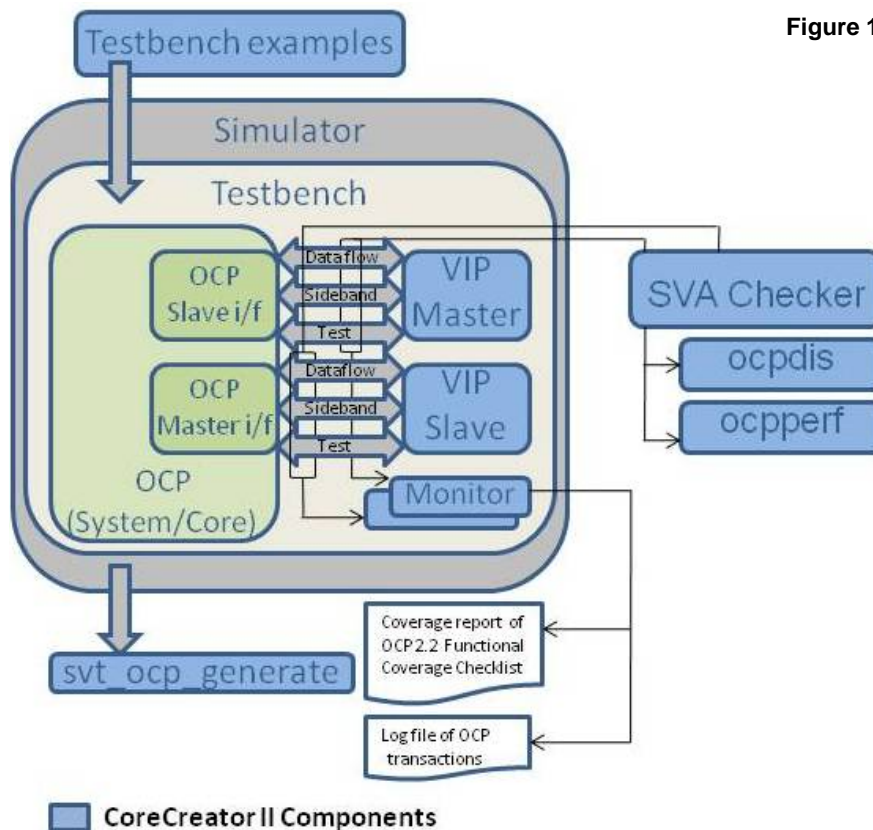 Figure 1
Testbench examples
Simulator
Testbench
OCP
Slave i/f
Dataflow
Sideband
Test
VIP
Master
SVA Checker
ocpdis
ocpperf
OCP
Master i/f
Dataflow
Sideband
Test
VIP
Slave
OCP
(System/Core)
Monitor
Coverage report of
OCP2.2 Functional
Coverage Checklist
svt_ocp_generate
Log file of OCP
transactions
CoreCreator II Components